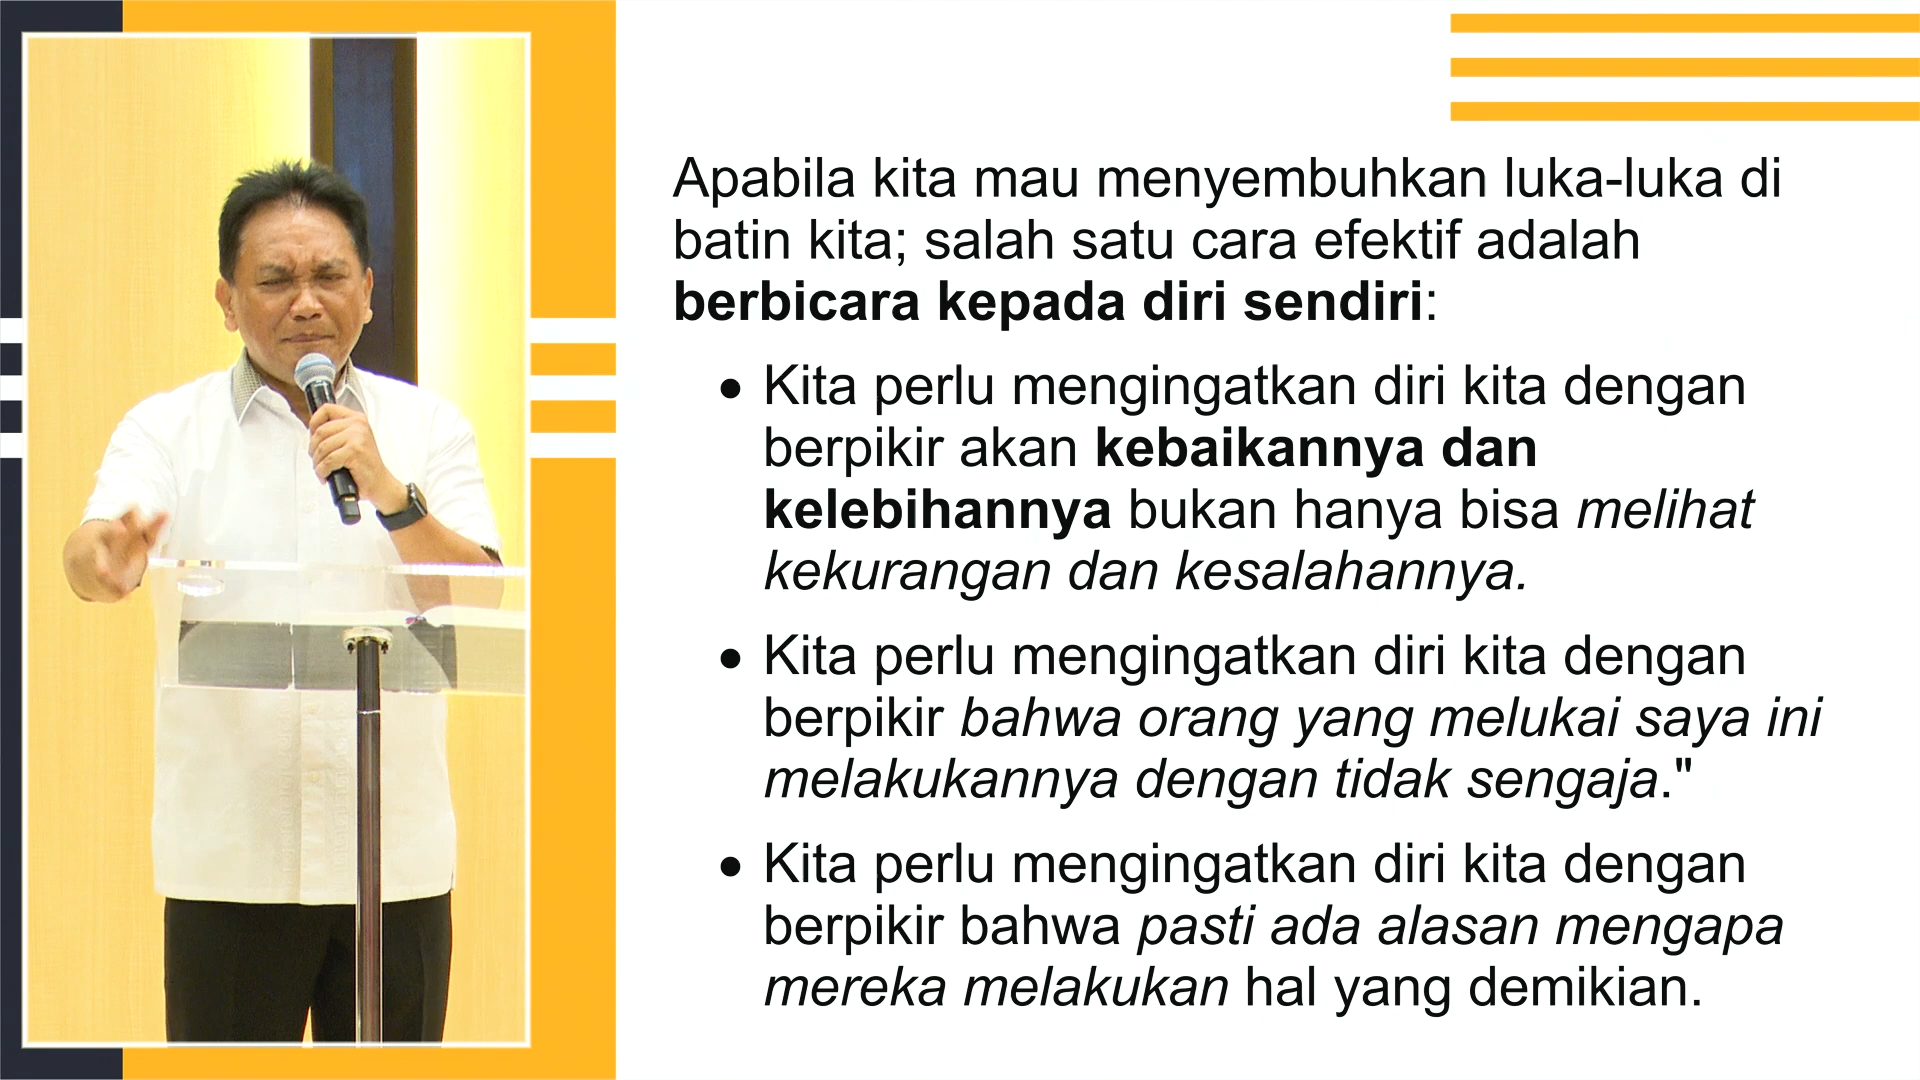 Apabila kita mau menyembuhkan luka-luka di
batin kita; salah satu cara efektif adalah
berbicara kepada diri sendiri:
• Kita perlu mengingatkan diri kita dengan
berpikir akan kebaikannya dan
kelebihannya bukan hanya bisa melihat
kekurangan dan kesalahannya.
• Kita perlu mengingatkan diri kita dengan
berpikir bahwa orang yang melukai saya ini
melakukannya dengan tidak sengaja."
• Kita perlu mengingatkan diri kita dengan
berpikir bahwa pasti ada alasan mengapa
mereka melakukan hal yang demikian.